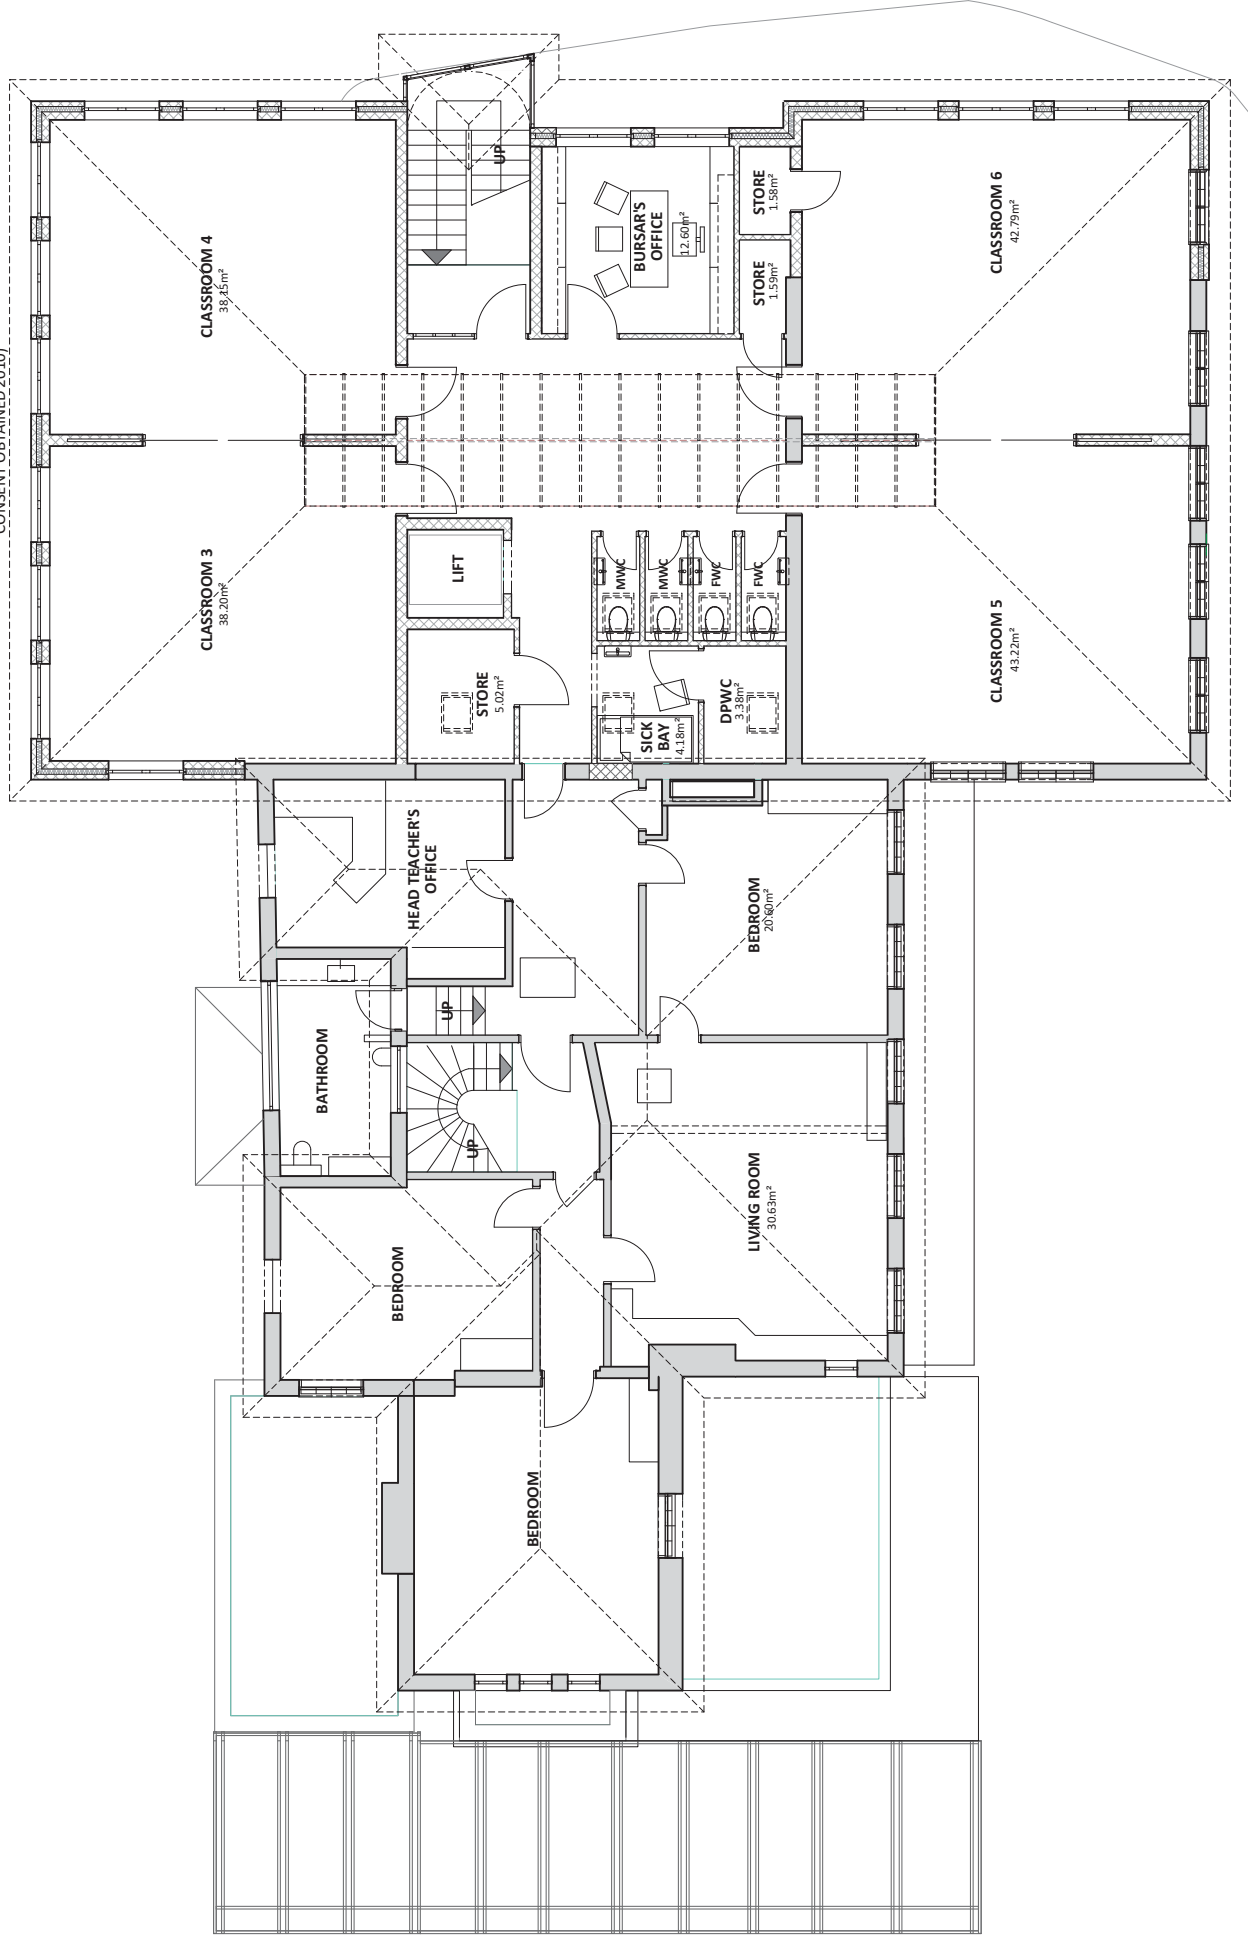 CONSENT OBTAINED 2010)
CLASSROOM 4
38.15m²
UP
BURSAR'S
OFFICE
12.60m²
STORE
1.58m²
STORE
1.59m²
CLASSROOM 6
42.79m²
CLASSROOM 3
38.20m²
LIFT
STORE
5.02m²
MWC
MWC
FWC
FWC
SICK
BAY
4.18m²
DPWC
3.38m²
CLASSROOM 5
43.22m²
HEAD TEACHER'S
OFFICE
BEDROOM
20.60m²
UP
BATHROOM
UP
LIVING ROOM
30.63m²
BEDROOM
BEDROOM